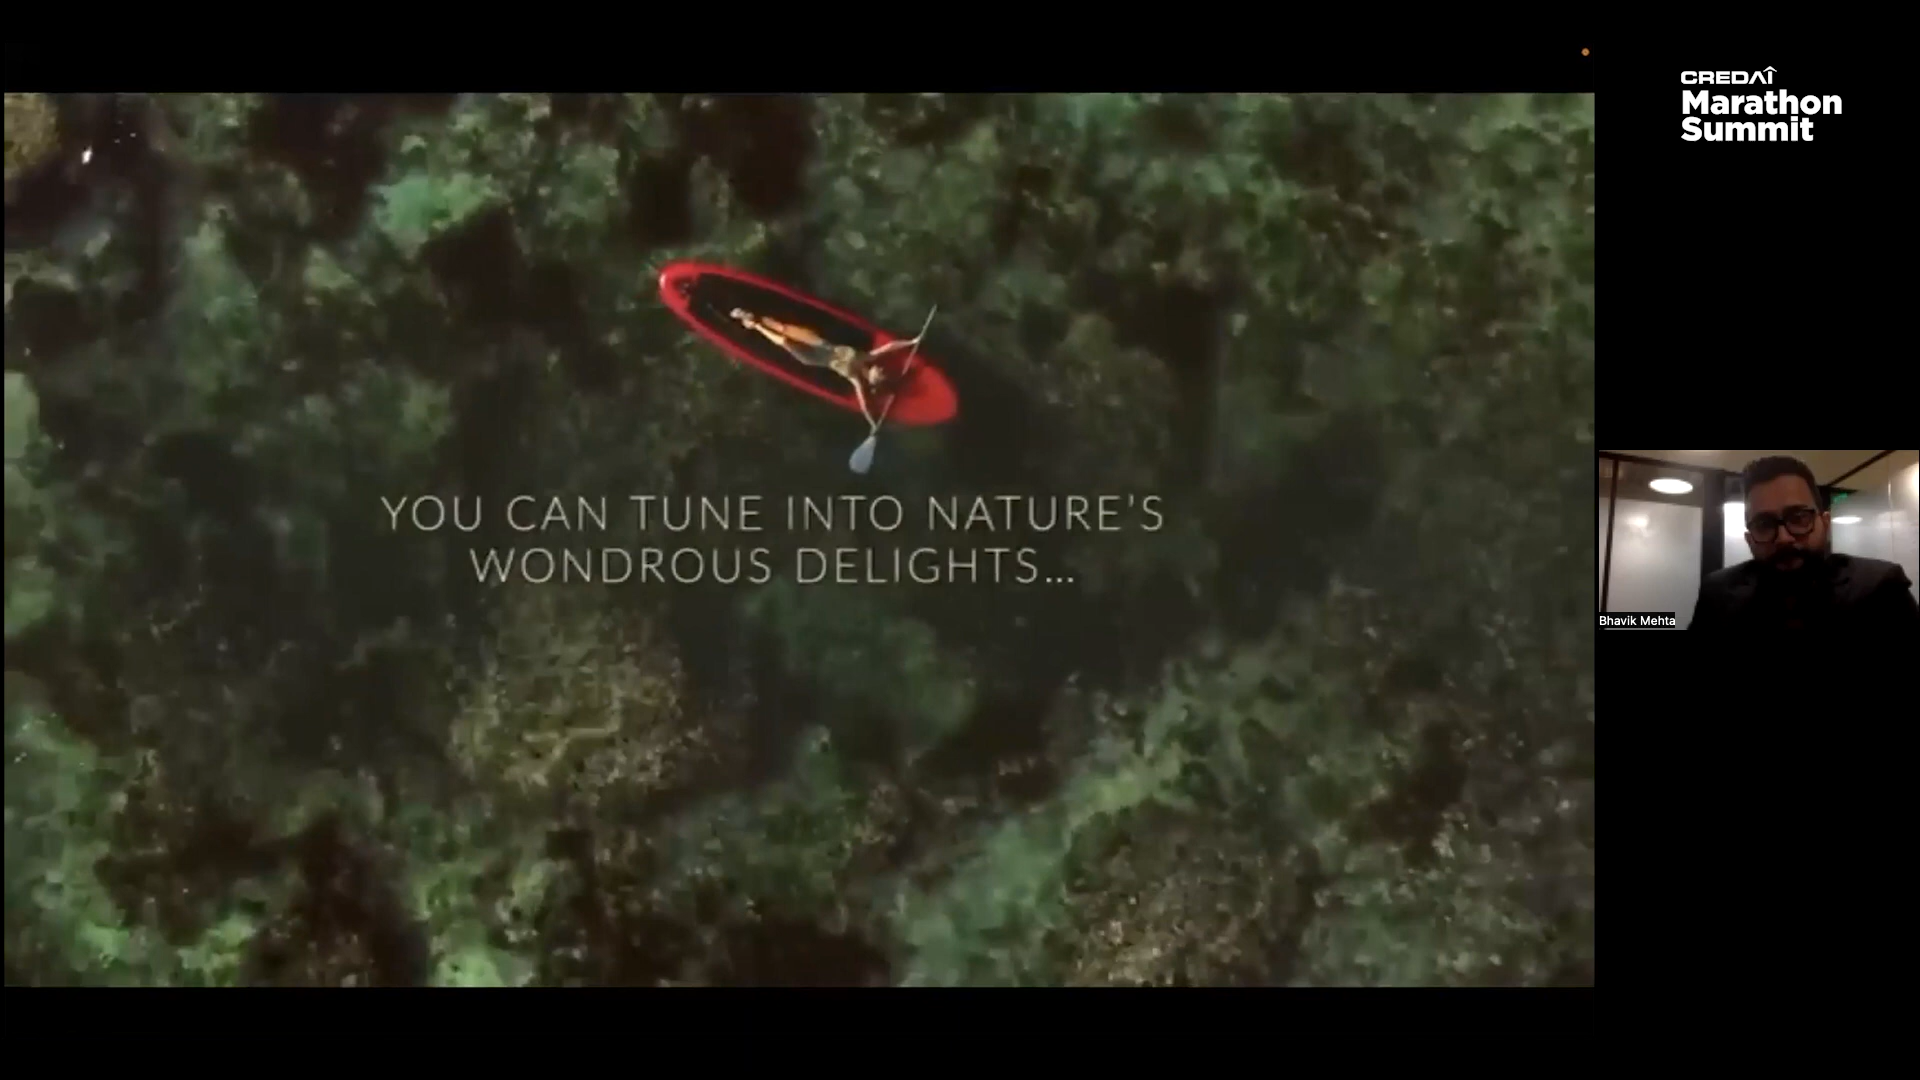 CREDAI
Marathon
Summit
YOU CAN TUNE INTO NATURE'S
WONDROUS DELIGHTS...
Bhavik Mehta